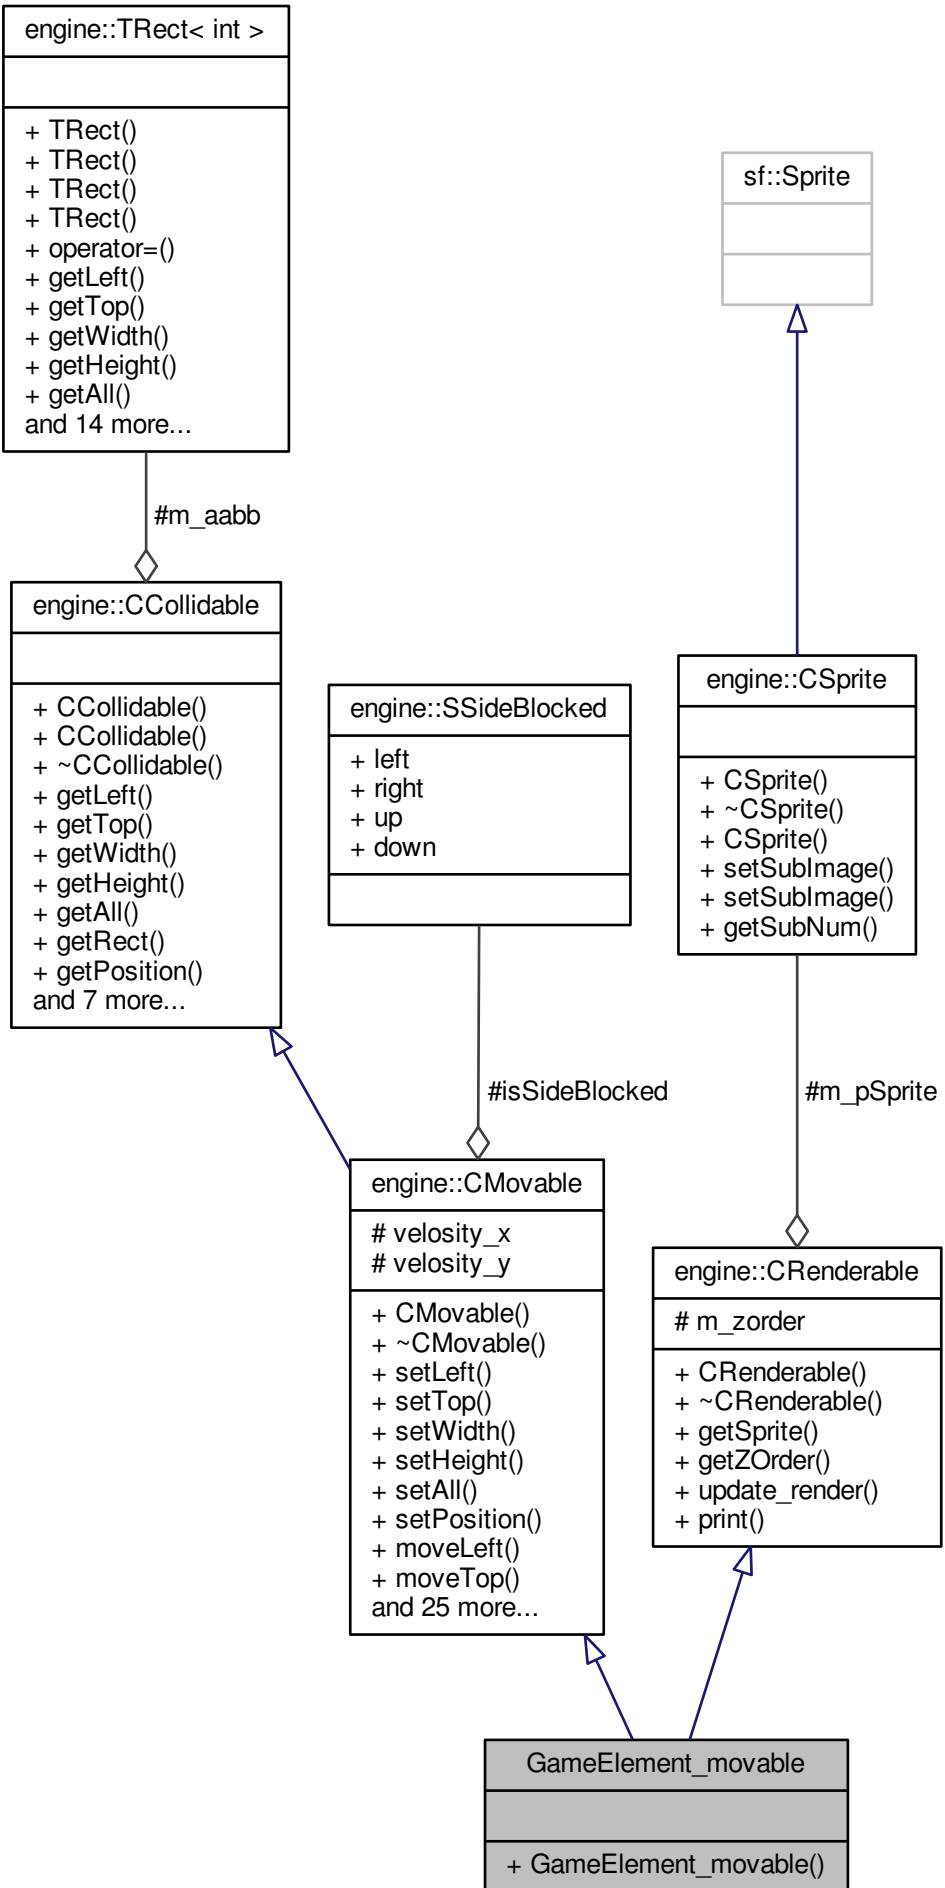 engine::TRect< int >
+ TRect()
+ TRect()
+ TRect()
+ TRect()
+ operator=()
+ getLeft()
+ getTop()
+ getWidth()
+ getHeight()
+ getAll()
and 14 more...
#m_aabb
engine::CCollidable
+ CCollidable()
+ CCollidable()
+ ~CCollidable()
+ getLeft()
+ getTop()
+ getWidth()
+ getHeight()
+ getAll()
+ getRect()
+ getPosition()
and 7 more...
engine::SSideBlocked
+ left
+ right
+ up
+ down
#isSideBlocked
sf::Sprite
engine::CSprite
+ CSprite()
+ ~CSprite()
+ CSprite()
+ setSubImage()
+ setSubImage()
+ getSubNum()
#m_pSprite
engine::CMovable
# velosity_x
# velosity_y
+ CMovable()
+ ~CMovable()
+ setLeft()
+ setTop()
+ setWidth()
+ setHeight()
+ setAll()
+ setPosition()
+ moveLeft()
+ moveTop()
and 25 more...
engine::CRenderable
# m_zorder
+ CRenderable()
+ ~CRenderable()
+ getSprite()
+ getZOrder()
+ update_render()
+ print()
GameElement_movable
+ GameElement_movable()